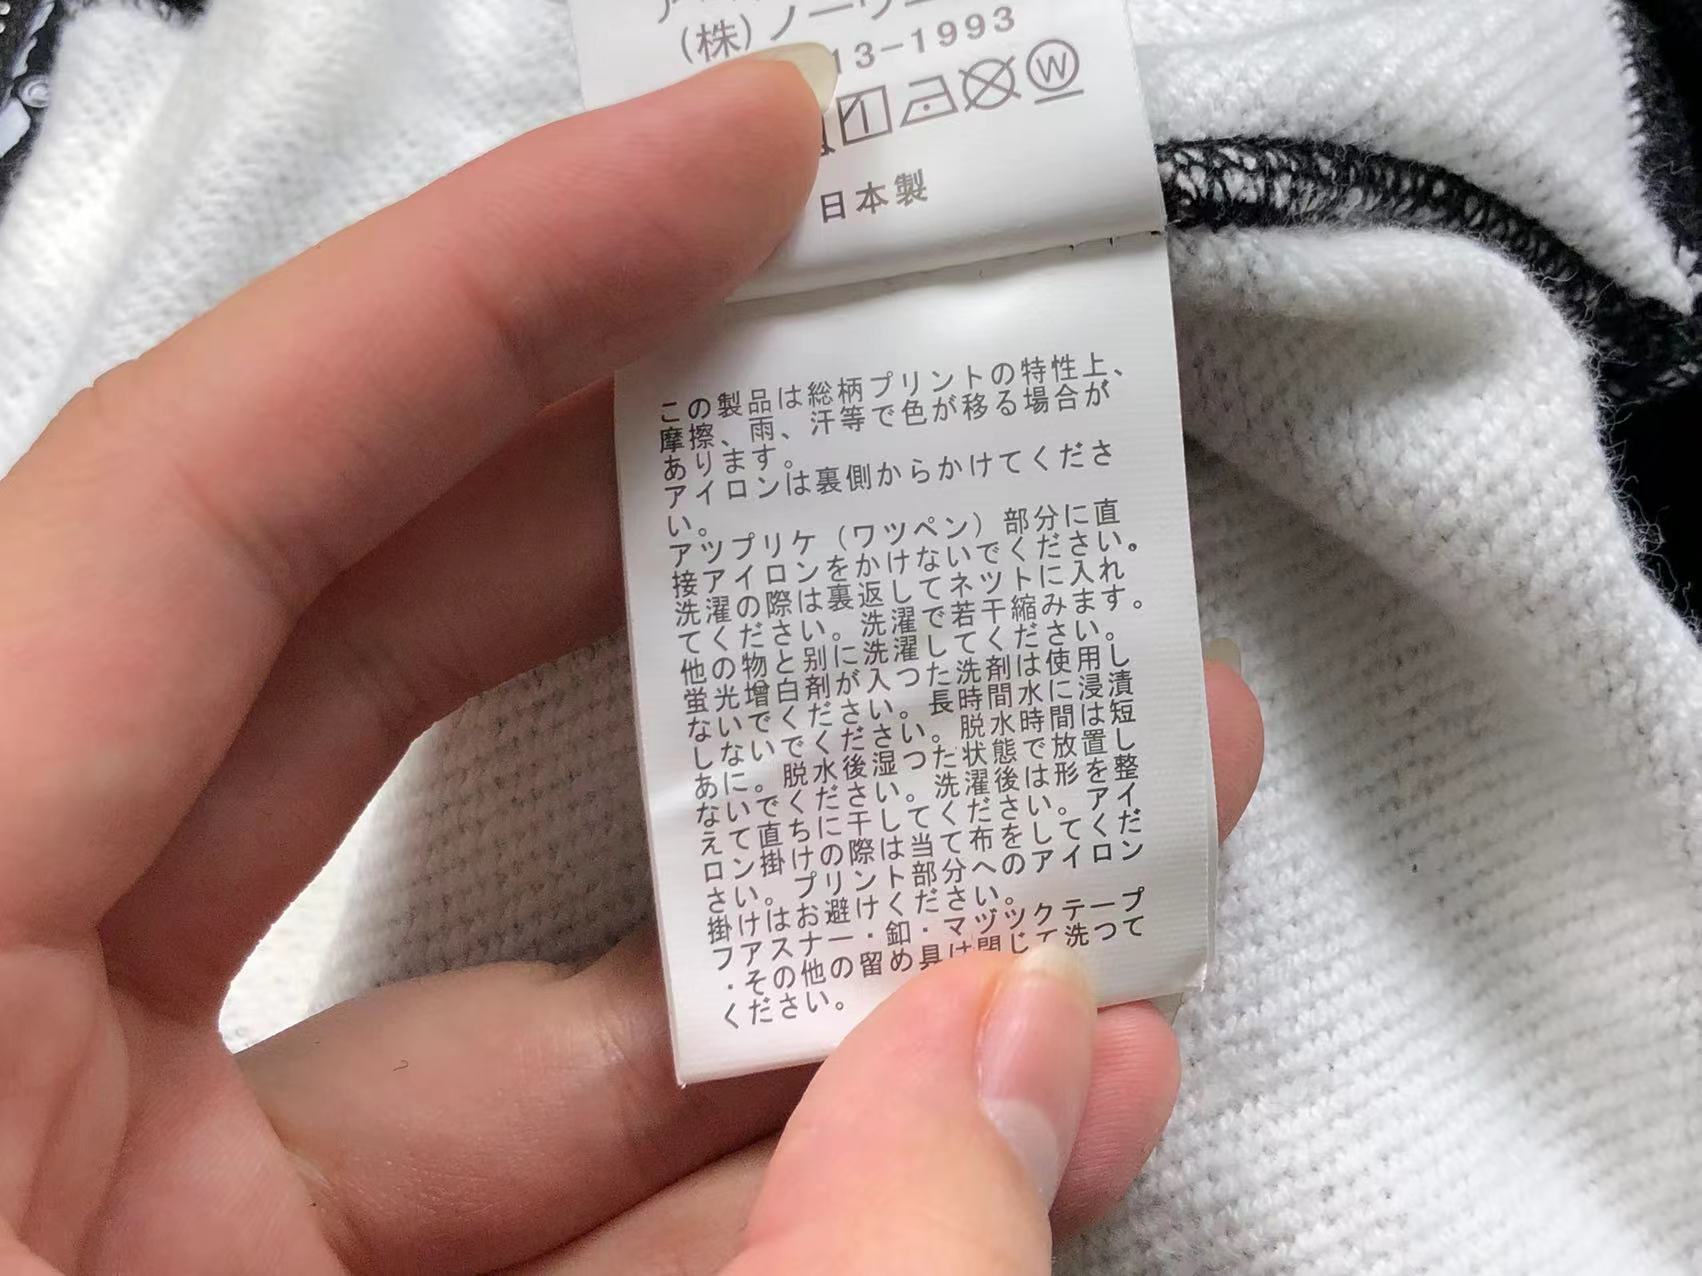 (株)ノーリー
13-1993
W
日本製
この製品は総柄プリントの特性上、
摩擦、雨、汗等で色が移る場合が
あります。
アイロンは裏側からかけてくださ
い。
アツプリケ（ワツペン）部分に直
接アイロンをかけないでください。
洗濯の際は裏返してネツトに入れ
てください。洗濯で若干縮みます。
他の物と別に洗濯してください。
蛍光増白剤が入つた洗剤は使用し
ないでください。長時間水に浸漬
しないでください。脱水時間は短
あに。脱水後湿つた状態で放置し
ないでください。洗濯後は形を整
えて直ちに干してください。アイ
ロン掛けの際は当て布をしてくだ
さい。プリント部分へのアイロン
掛けはお避けください。
フアスナー・釦・マヅツクテープ
・その他の留め具は閉じて洗つて
ください。